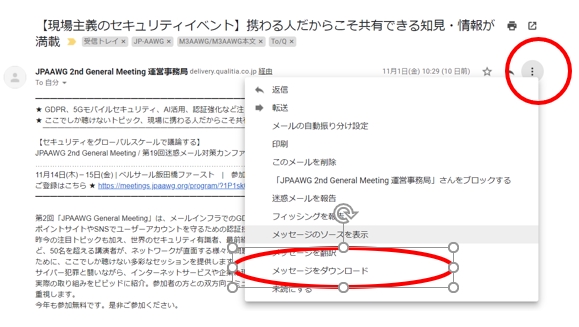 【現場主義のセキュリティイベント】携わる人だからこそ共有できる知見・情報が
満載
受信トレイ × JP-AAWG × M3AAWG/M3AAWG本文 × To/Q ×
JPAAWG 2nd General Meeting 運営事務局 delivery.qualitia.co.jp 経由
11月1日(金) 10:29 (10 日前)
To 自分
★ GDPR、5Gモバイルセキュリティ、AI活用、認証強化など注
★ ここでしか聴けないトピック、現場に携わる人だからこそ共
【セキュリティをグローバルスケールで議論する】
JPAAWG 2nd General Meeting / 第19回迷惑メール対策カンファ
11月14日(木)～15日(金) | ベルサール飯田橋ファースト | 参加
ご登録はこちら ★ https://meetings.jpaawg.org/program/?1P1skl
第2回「JPAAWG General Meeting」は、メールインフラでのGD
ポイントサイトやSNSでユーザーアカウントを守るための認証
昨今の注目トピックも加え、世界のセキュリティ有識者、最前
ど、50名を超える講演者が、ネットワークが直面する様々
ために、ここでしか聴けない多彩なセッションを提供します
サイバー犯罪と闘いながら、インターネットサービスや企業
実際の取り組みをビビッドに紹介。参加者の方との双方向
重視します。
今年も参加無料です。是非ご参加ください。
返信
転送
メールの自動振り分け設定
印刷
このメールを削除
「JPAAWG 2nd General Meeting 運営事務局」さんをブロックする
迷惑メールを報告
フィッシングを報告
メッセージのソースを表示
メッセージを翻訳
メッセージをダウンロード
未読にする